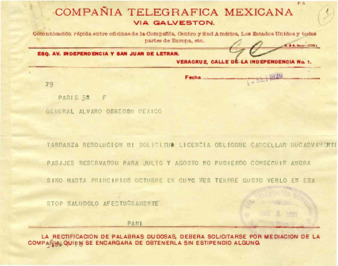 COMPAÑIA TELEGRAFICA MEXICANA
VIA GALVESTON.
Comunicación rápida entre oficinas de la Compañía, Centro y Sud América, Los Estados Unidos y todas
partes de Europa, etc.
ESQ. AV. INDEPENDENCIA Y SAN JUAN DE LETRAN.
VERACRUZ, CALLE DE LA INDEPENDENCIA No. 1.
Fecha
29
PARIS 38 F
GENERAL ALVARO OBREGON MEXICO
TARDANZA RESOLUCION MI SOLICITUD LICENCIA OBLIGOME CANCELLAR NUEVAMENTE
PASAJES RESERVADOS PARA JULIO Y AGOSTO NO PUDIENDO CONSEGUIR AHORA
SINO HASTA PRINCIPIOS OCTUBRE EN CUYO MES TENDRE GUSTO VERLO EN ESA
STOP SALUDOLO AFECTUOSAMENTE
PANI
LA RECTIFICACION DE PALABRAS DUDOSAS, DEBERA SOLICITARSE POR MEDIACION DE LA
COMPAÑIA, QUIEN SE ENCARGARA DE OBTENERLA SIN ESTIPENDIO ALGUNO.